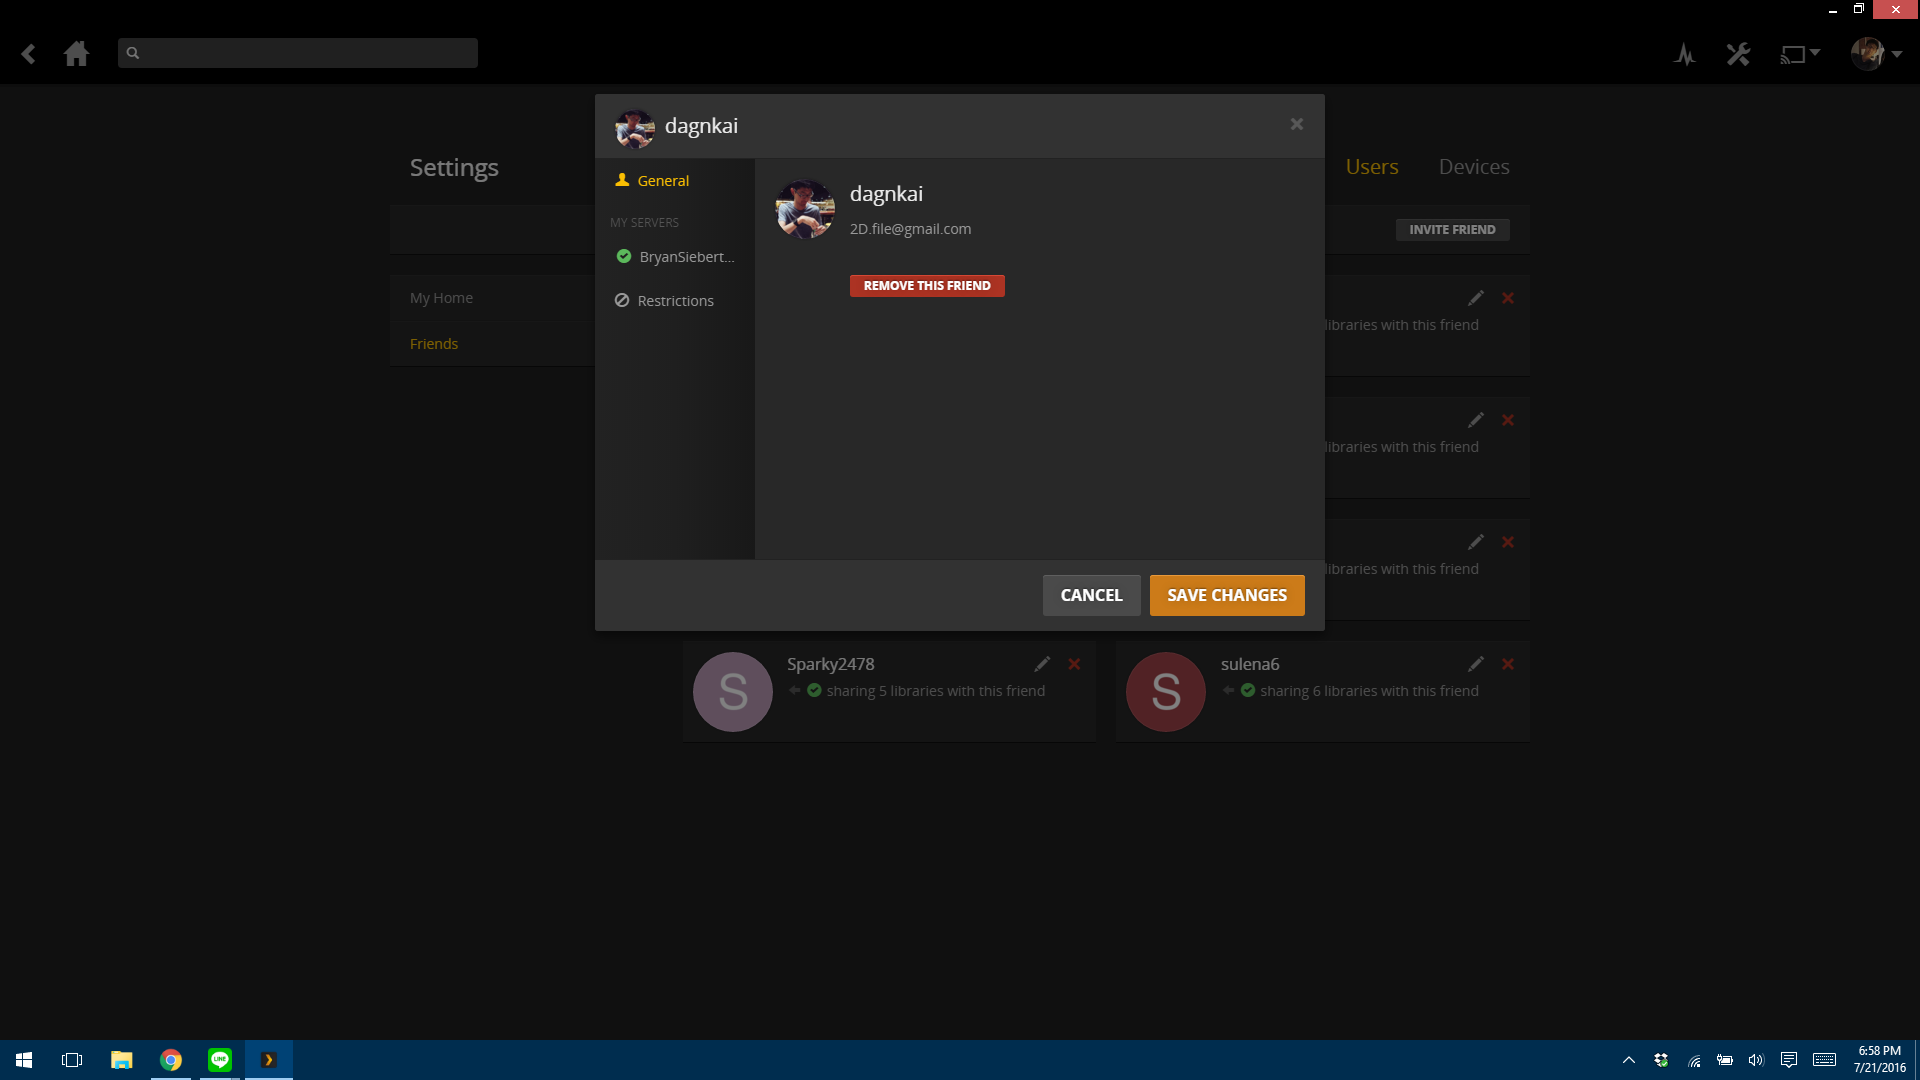 dagnkai
Settings
Users
Devices
General
dagnkai
MY SERVERS
2D.file@gmail.com
INVITE FRIEND
BryanSiebert...
REMOVE THIS FRIEND
My Home
Restrictions
libraries with this friend
Friends
libraries with this friend
libraries with this friend
CANCEL
SAVE CHANGES
Sparky2478
sharing 5 libraries with this friend
S
sulena6
sharing 6 libraries with this friend
S
LINE
6:58 PM
7/21/2016